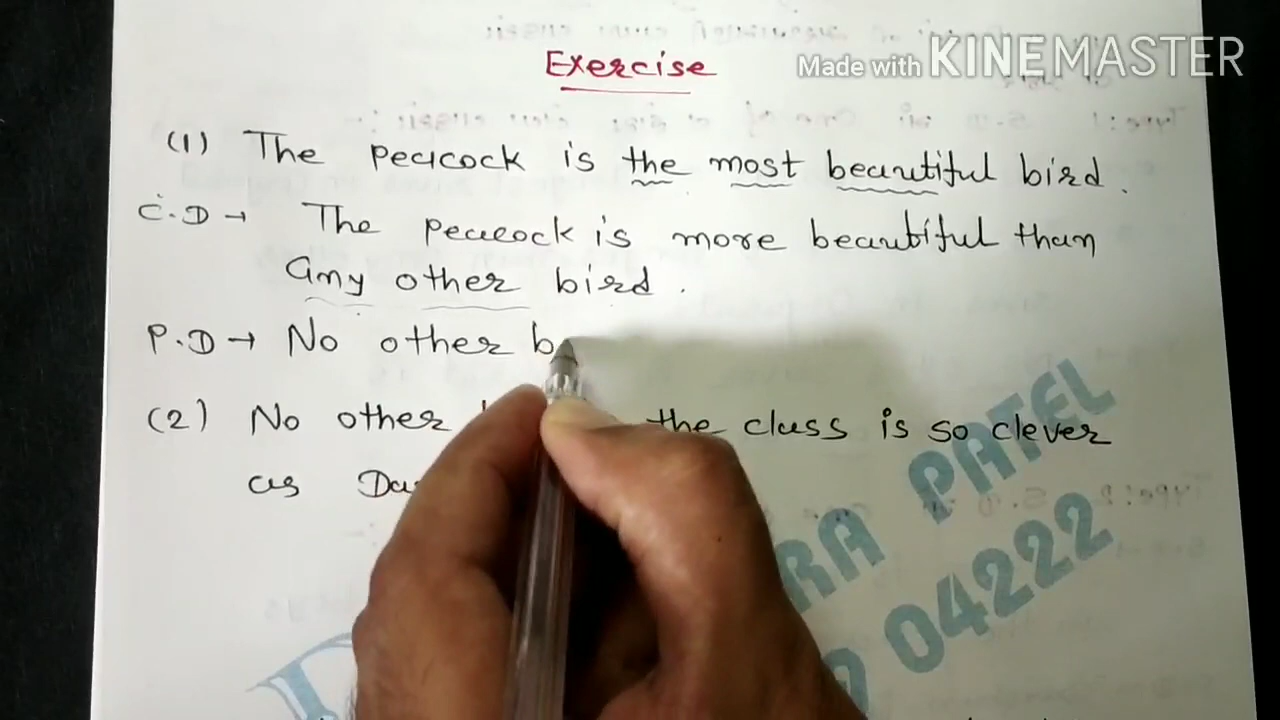 Exercise
Made with KINEMASTER
(1) The peacock is the most beautiful bird.
C.D → The peacock is more beautiful than
any other bird.
P.D → No other b
(2) No other the class is so clever
as
RA PATEL
04222